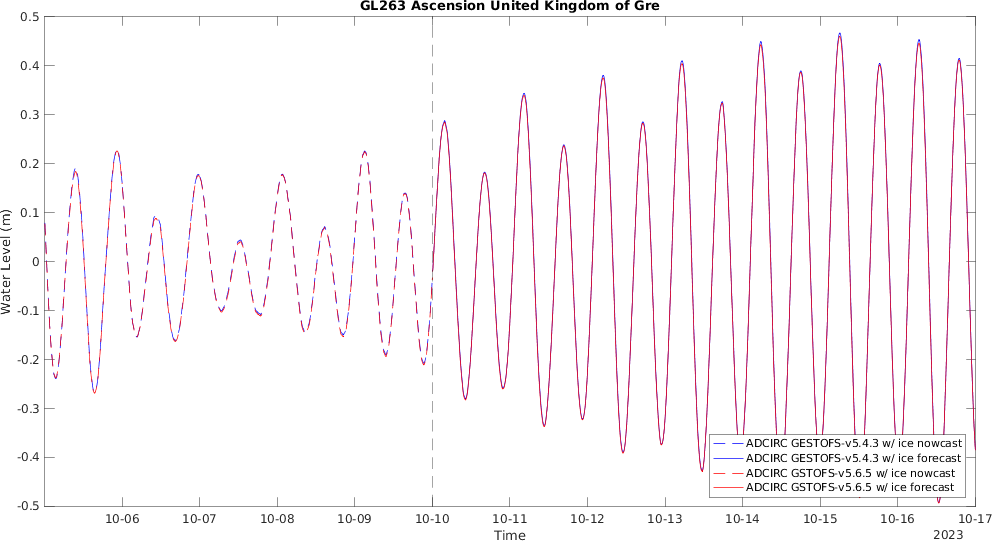 GL263 Ascension United Kingdom of Gre
Water Level (m)
0.5
0.4
0.3
0.2
0.1
0
-0.1
-0.2
-0.3
-0.4
-0.5
ADCIRC GESTOFS-v5.4.3 w/ ice nowcast
ADCIRC GESTOFS-v5.4.3 w/ ice forecast
ADCIRC GSTOFS-v5.6.5 w/ ice nowcast
ADCIRC GSTOFS-v5.6.5 w/ ice forecast
10-06 10-07 10-08 10-09 10-10 10-11 10-12 10-13 10-14 10-15 10-16 10-17
Time
2023